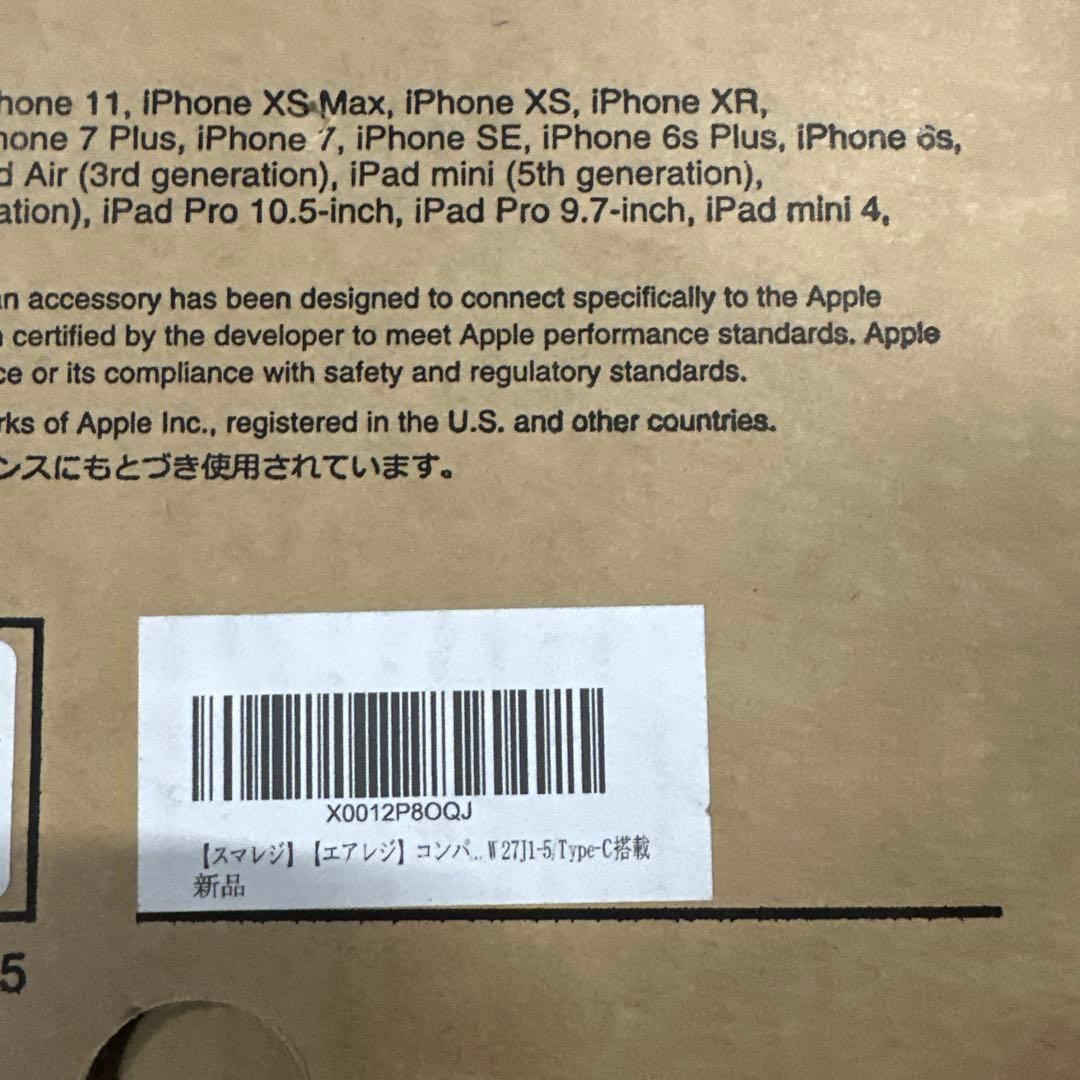 hone 11, iPhone XS Max, iPhone XS, iPhone XR,
hone 7 Plus, iPhone 7, iPhone SE, iPhone 6s Plus, iPhone 6s,
d Air (3rd generation), iPad mini (5th generation),
ation), iPad Pro 10.5-inch, iPad Pro 9.7-inch, iPad mini 4,
an accessory has been designed to connect specifically to the Apple
certified by the developer to meet Apple performance standards. Apple
ce or its compliance with safety and regulatory standards.
rks of Apple Inc., registered in the U.S. and other countries.
ンスにもとづき使用されています。
X0012P8OQJ
【スマレジ】【エアレジ】コンパ...W27J1-5/Type-C搭載
新品
5